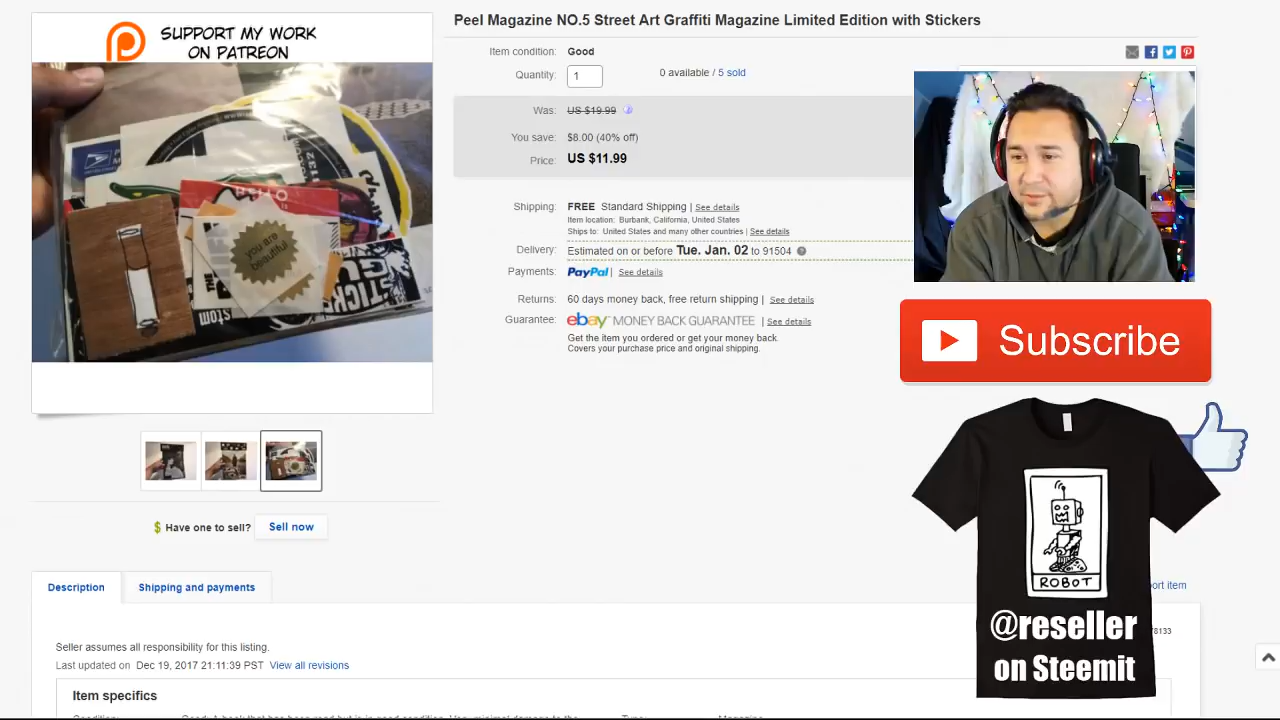 SUPPORT MY WORK
ON PATREON
HELLO
you are
beautiful
Peel Magazine NO.5 Street Art Graffiti Magazine Limited Edition with Stickers
Item condition: Good
Quantity: 1 0 available / 5 sold
Was: US $19.99
You save: $8.00 (40% off)
Price: US $11.99
Shipping: FREE Standard Shipping | See details
Item location: Burbank, California, United States
Ships to: United States and many other countries | See details
Delivery: Estimated on or before Tue. Jan. 02 to 91504 ?
Payments: PayPal | See details
Returns: 60 days money back, free return shipping | See details
Guarantee: ebay MONEY BACK GUARANTEE | See details
Get the item you ordered or get your money back.
Covers your purchase price and original shipping.
Subscribe
ROBOT
@reseller
on Steemit
$ Have one to sell? Sell now
Description Shipping and payments
ort item
78133
Seller assumes all responsibility for this listing.
Last updated on Dec 19, 2017 21:11:39 PST View all revisions
Item specifics